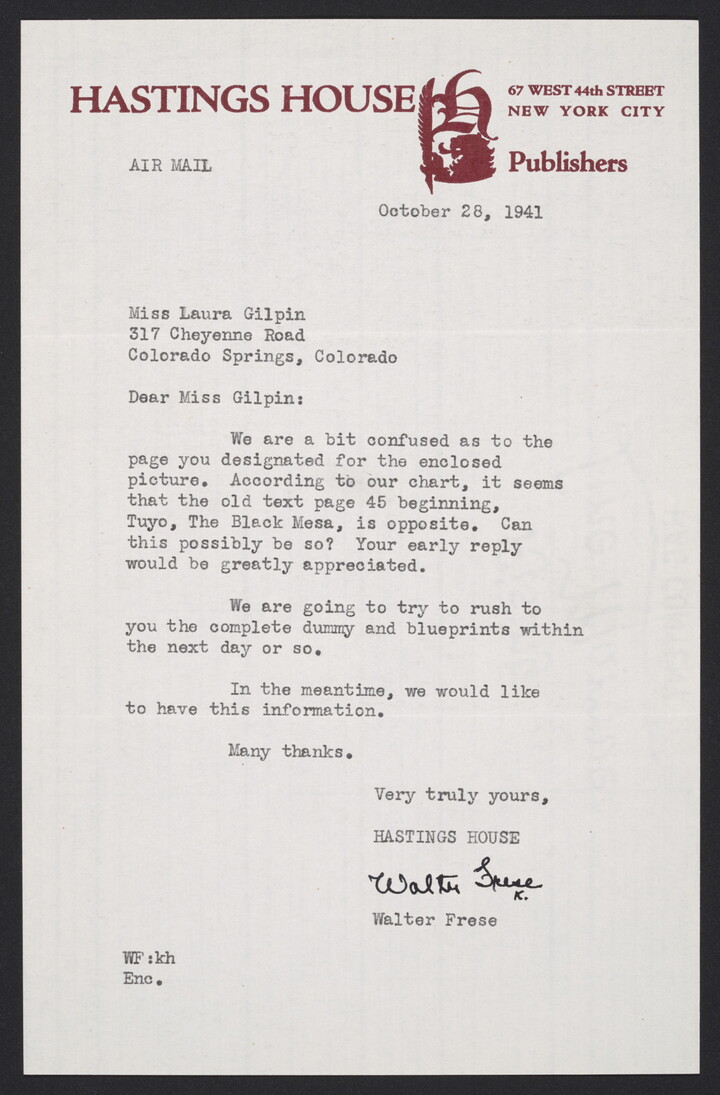 HASTINGS HOUSE
67 WEST 44th STREET
NEW YORK CITY
Publishers
AIR MAIL
October 28, 1941
Miss Laura Gilpin
317 Cheyenne Road
Colorado Springs, Colorado
Dear Miss Gilpin:
We are a bit confused as to the
page you designated for the enclosed
picture. According to our chart, it seems
that the old text page 45 beginning,
Tuyo, The Black Mesa, is opposite. Can
this possibly be so? Your early reply
would be greatly appreciated.
We are going to try to rush to
you the complete dummy and blueprints within
the next day or so.
In the meantime, we would like
to have this information.
Many thanks.
Very truly yours,
HASTINGS HOUSE
Walter Frese
K.
Walter Frese
WF:kh
Enc.